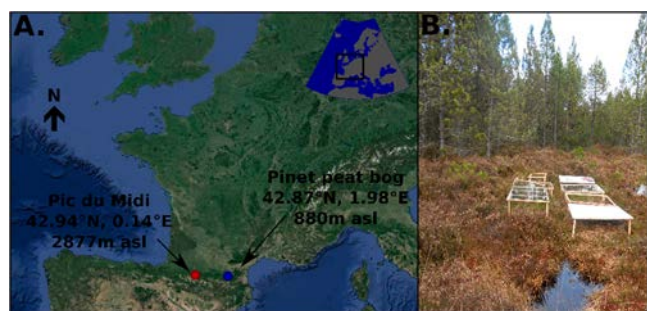 A.
B.
N
Pic du Midi
42.94°N, 0.14°E
2877m asl
Pinet peat bog
42.87°N, 1.98°E
880m asl